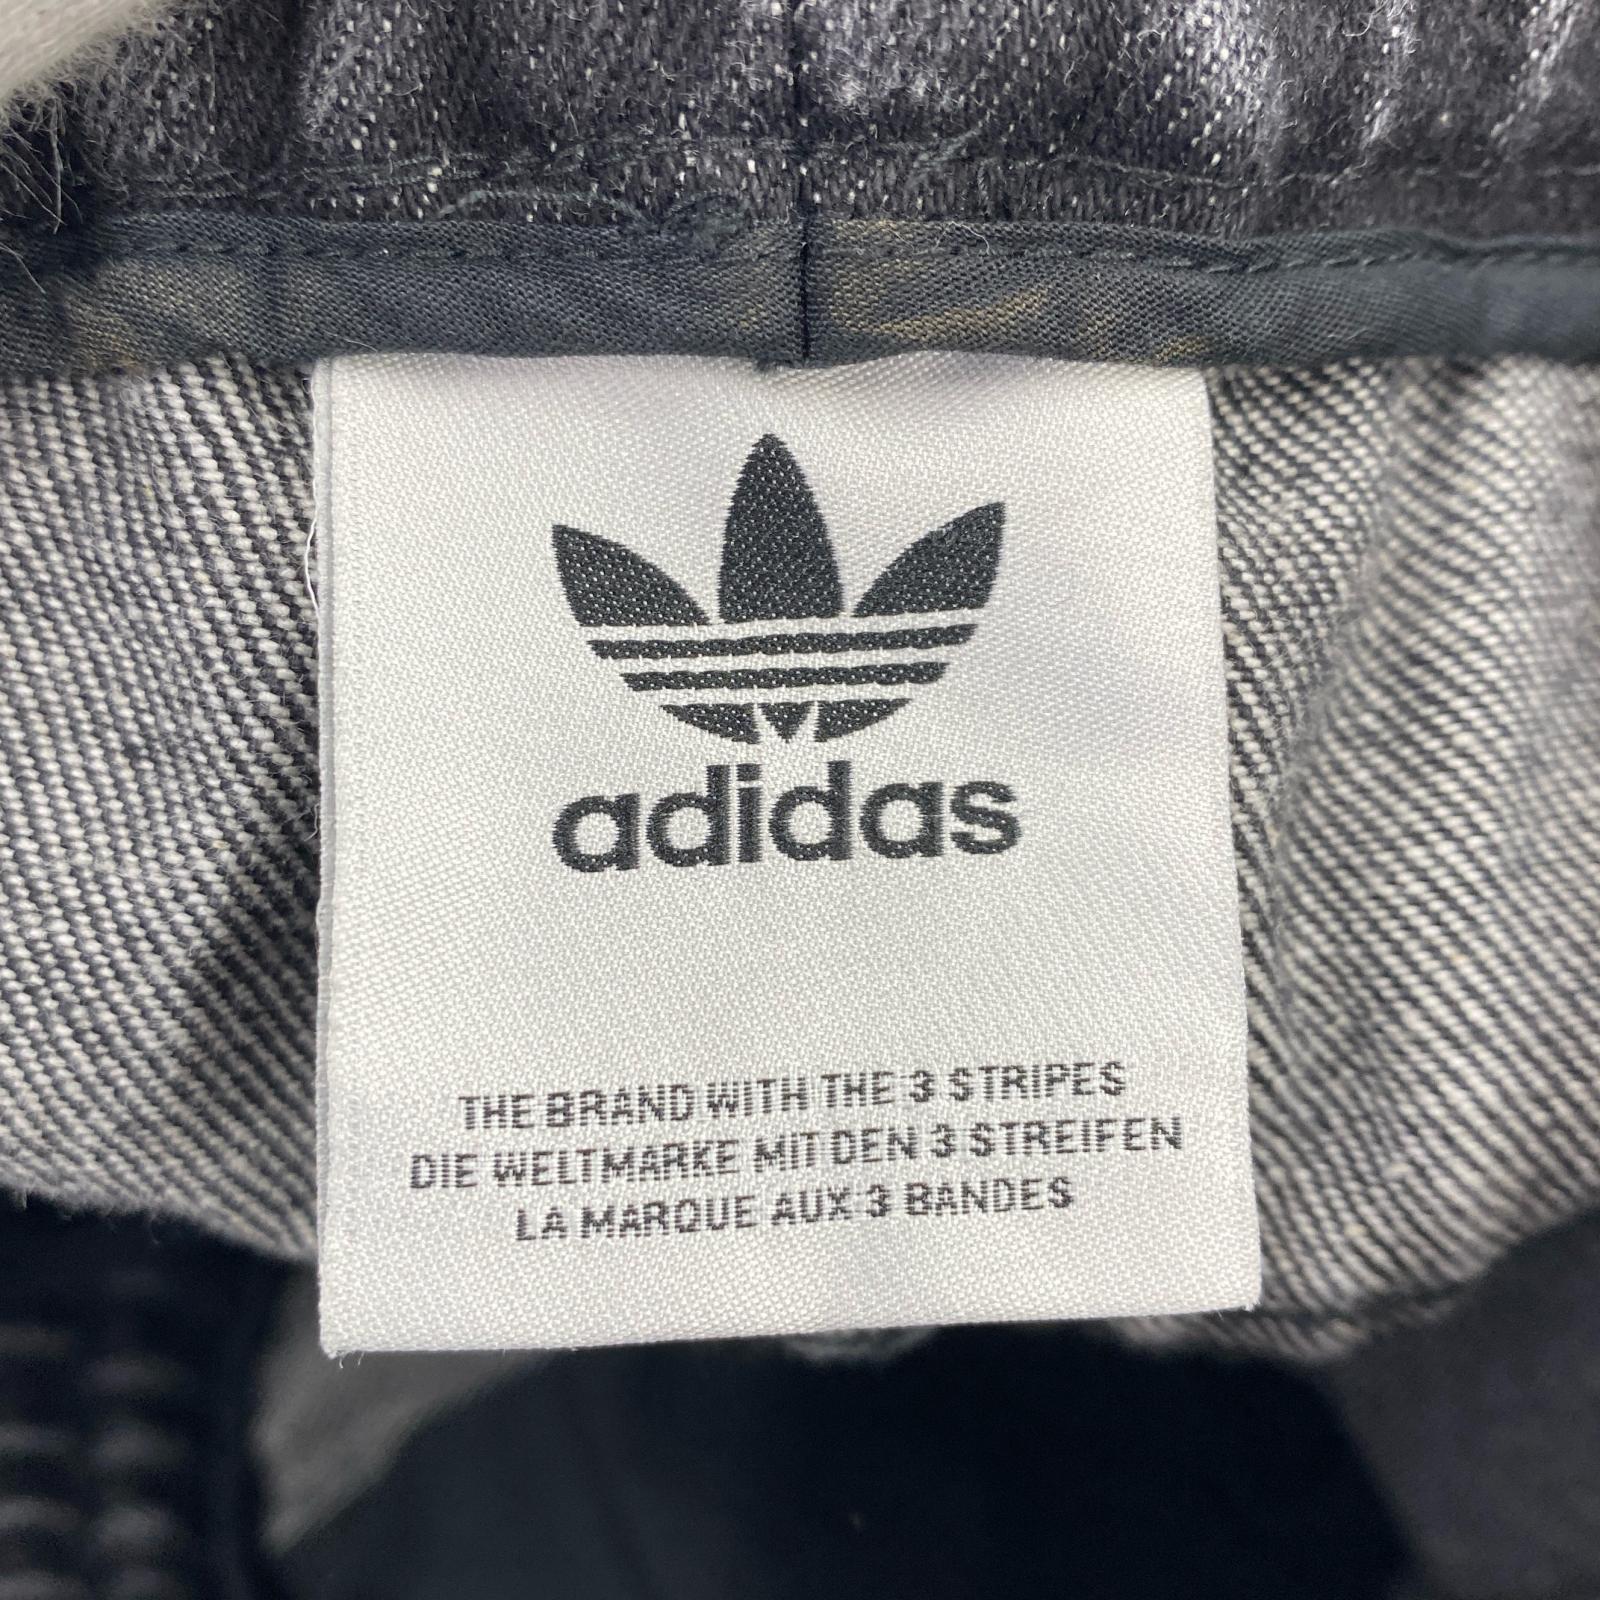 adidas
THE BRAND WITH THE 3 STRIPES
DIE WELTMARKE MIT DEN 3 STREIFEN
LA MARQUE AUX 3 BANDES